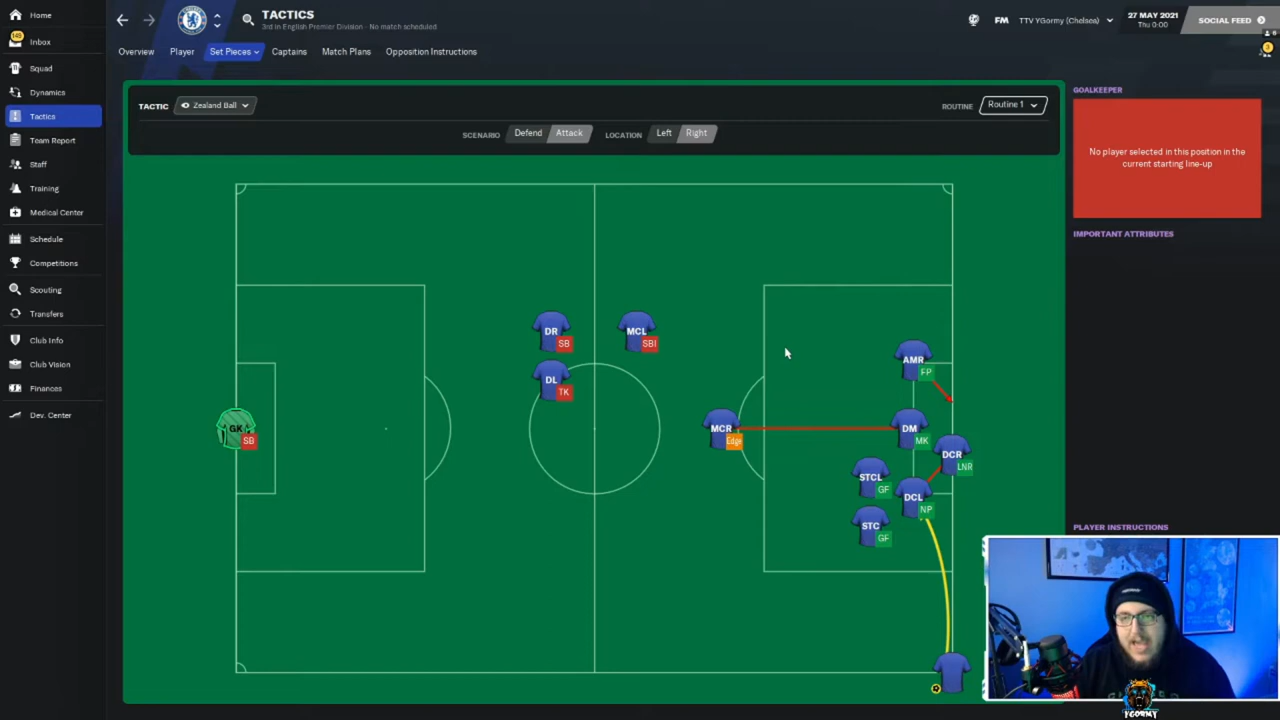 Home
Inbox
145
Squad
Dynamics
Tactics
Team Report
Staff
Training
Medical Center
Schedule
Competitions
Scouting
Transfers
Club Info
Club Vision
Finances
Dev. Center
TACTICS
3rd in English Premier Division - No match scheduled
FM
TTV YGormy (Chelsea)
27 MAY 2021
Thu 0:00
SOCIAL FEED
Overview
Player
Set Pieces
Captains
Match Plans
Opposition Instructions
TACTIC
Zealand Ball
ROUTINE
Routine 1
SCENARIO
Defend
Attack
LOCATION
Left
Right
GOALKEEPER
No player selected in this position in the
current starting line-up
IMPORTANT ATTRIBUTES
DR
SB
MCL
SBI
DL
TK
AMR
FP
GK
SB
MCR
Edge
DM
MK
DCR
LNR
STCL
GF
DCL
NP
STC
GF
PLAYER INSTRUCTIONS
YGORMY